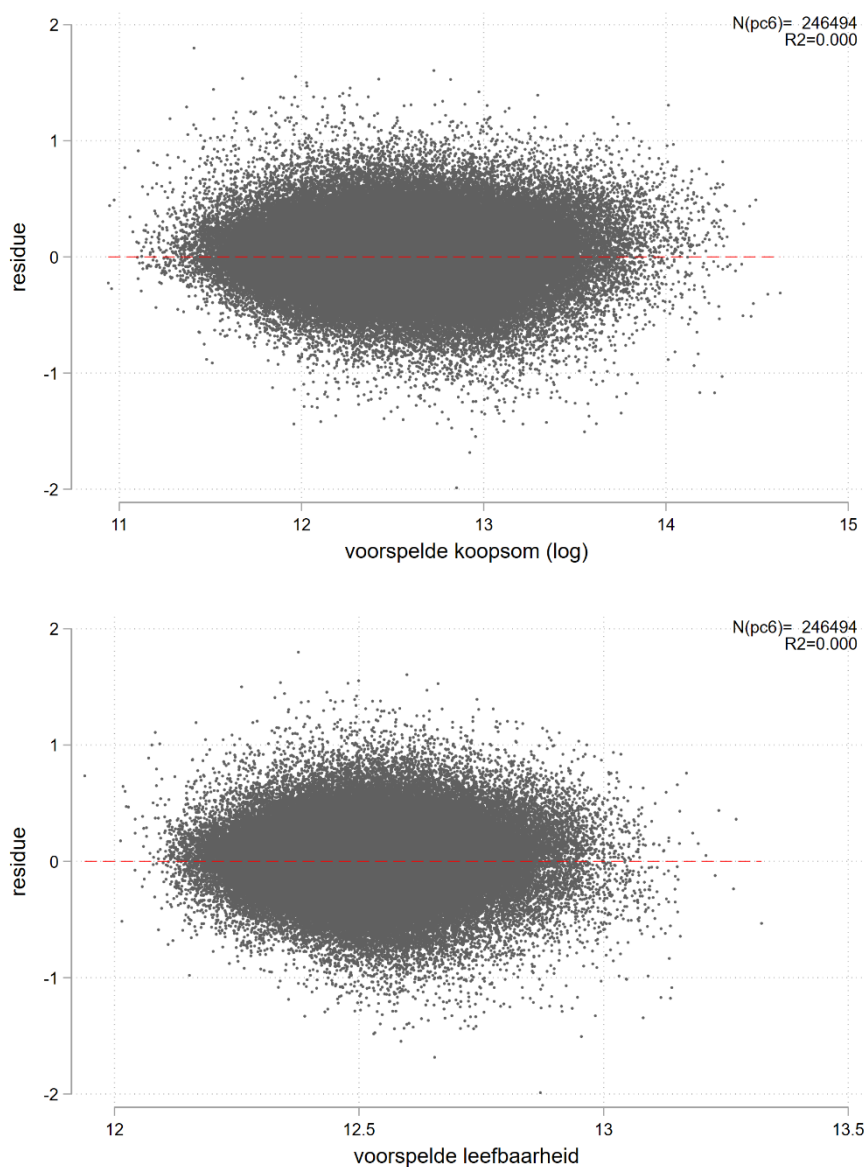 N(pc6)= 246494
R2=0.000
2
1
0
-1
-2
residue
11 12 13 14 15
voorspelde koopsom (log)
N(pc6)= 246494
R2=0.000
2
1
0
-1
-2
residue
12 12.5 13 13.5
voorspelde leefbaarheid